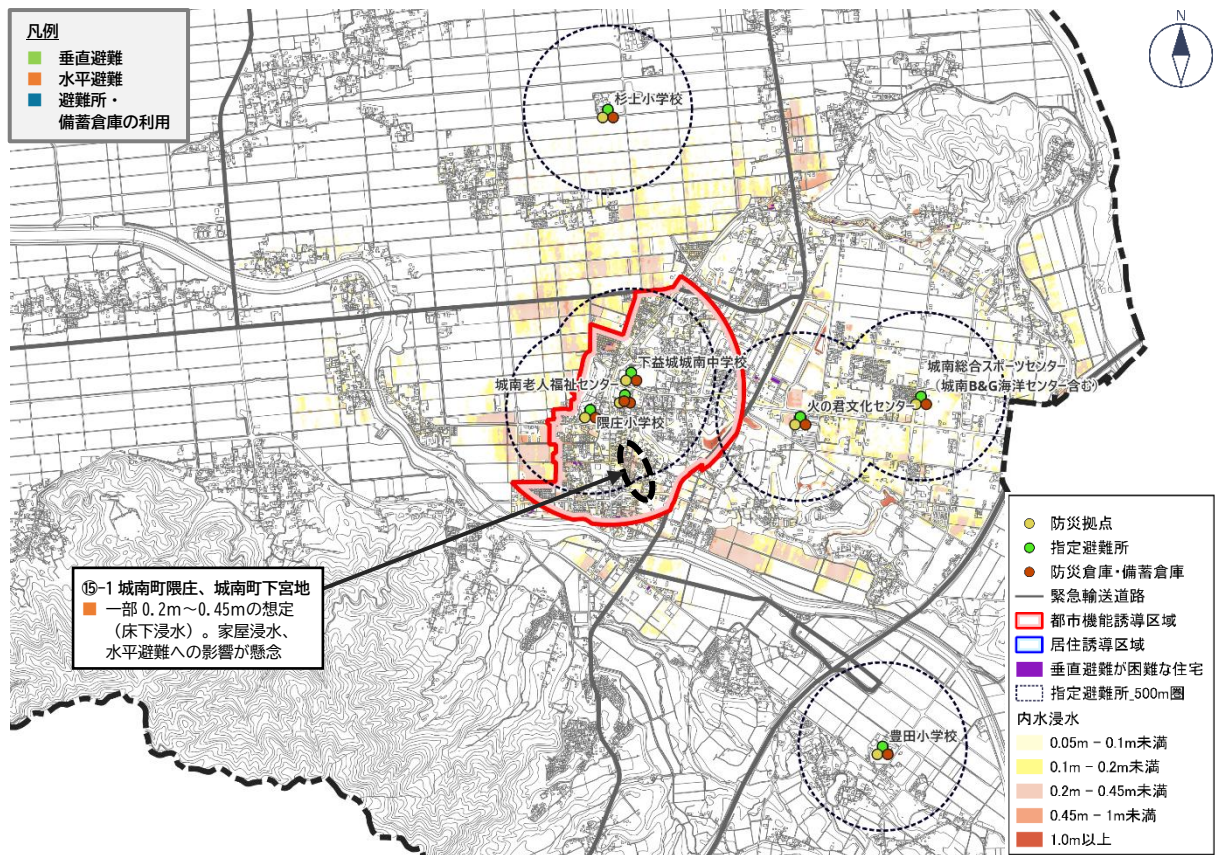 凡例
垂直避難
水平避難
避難所・
備蓄倉庫の利用
N
杉上小学校
下益城城南中学校
城南老人福祉センター
隈庄小学校
城南総合スポーツセンター
（城南B&G海洋センター含む）
火の君文化センター
⑮-1 城南町隈庄、城南町下宮地
一部 0.2m～0.45mの想定
（床下浸水）。家屋浸水、
水平避難への影響が懸念
豊田小学校
防災拠点
指定避難所
防災倉庫・備蓄倉庫
緊急輸送道路
都市機能誘導区域
居住誘導区域
垂直避難が困難な住宅
指定避難所_500m圏
内水浸水
0.05m - 0.1m未満
0.1m - 0.2m未満
0.2m - 0.45m未満
0.45m - 1m未満
1.0m以上